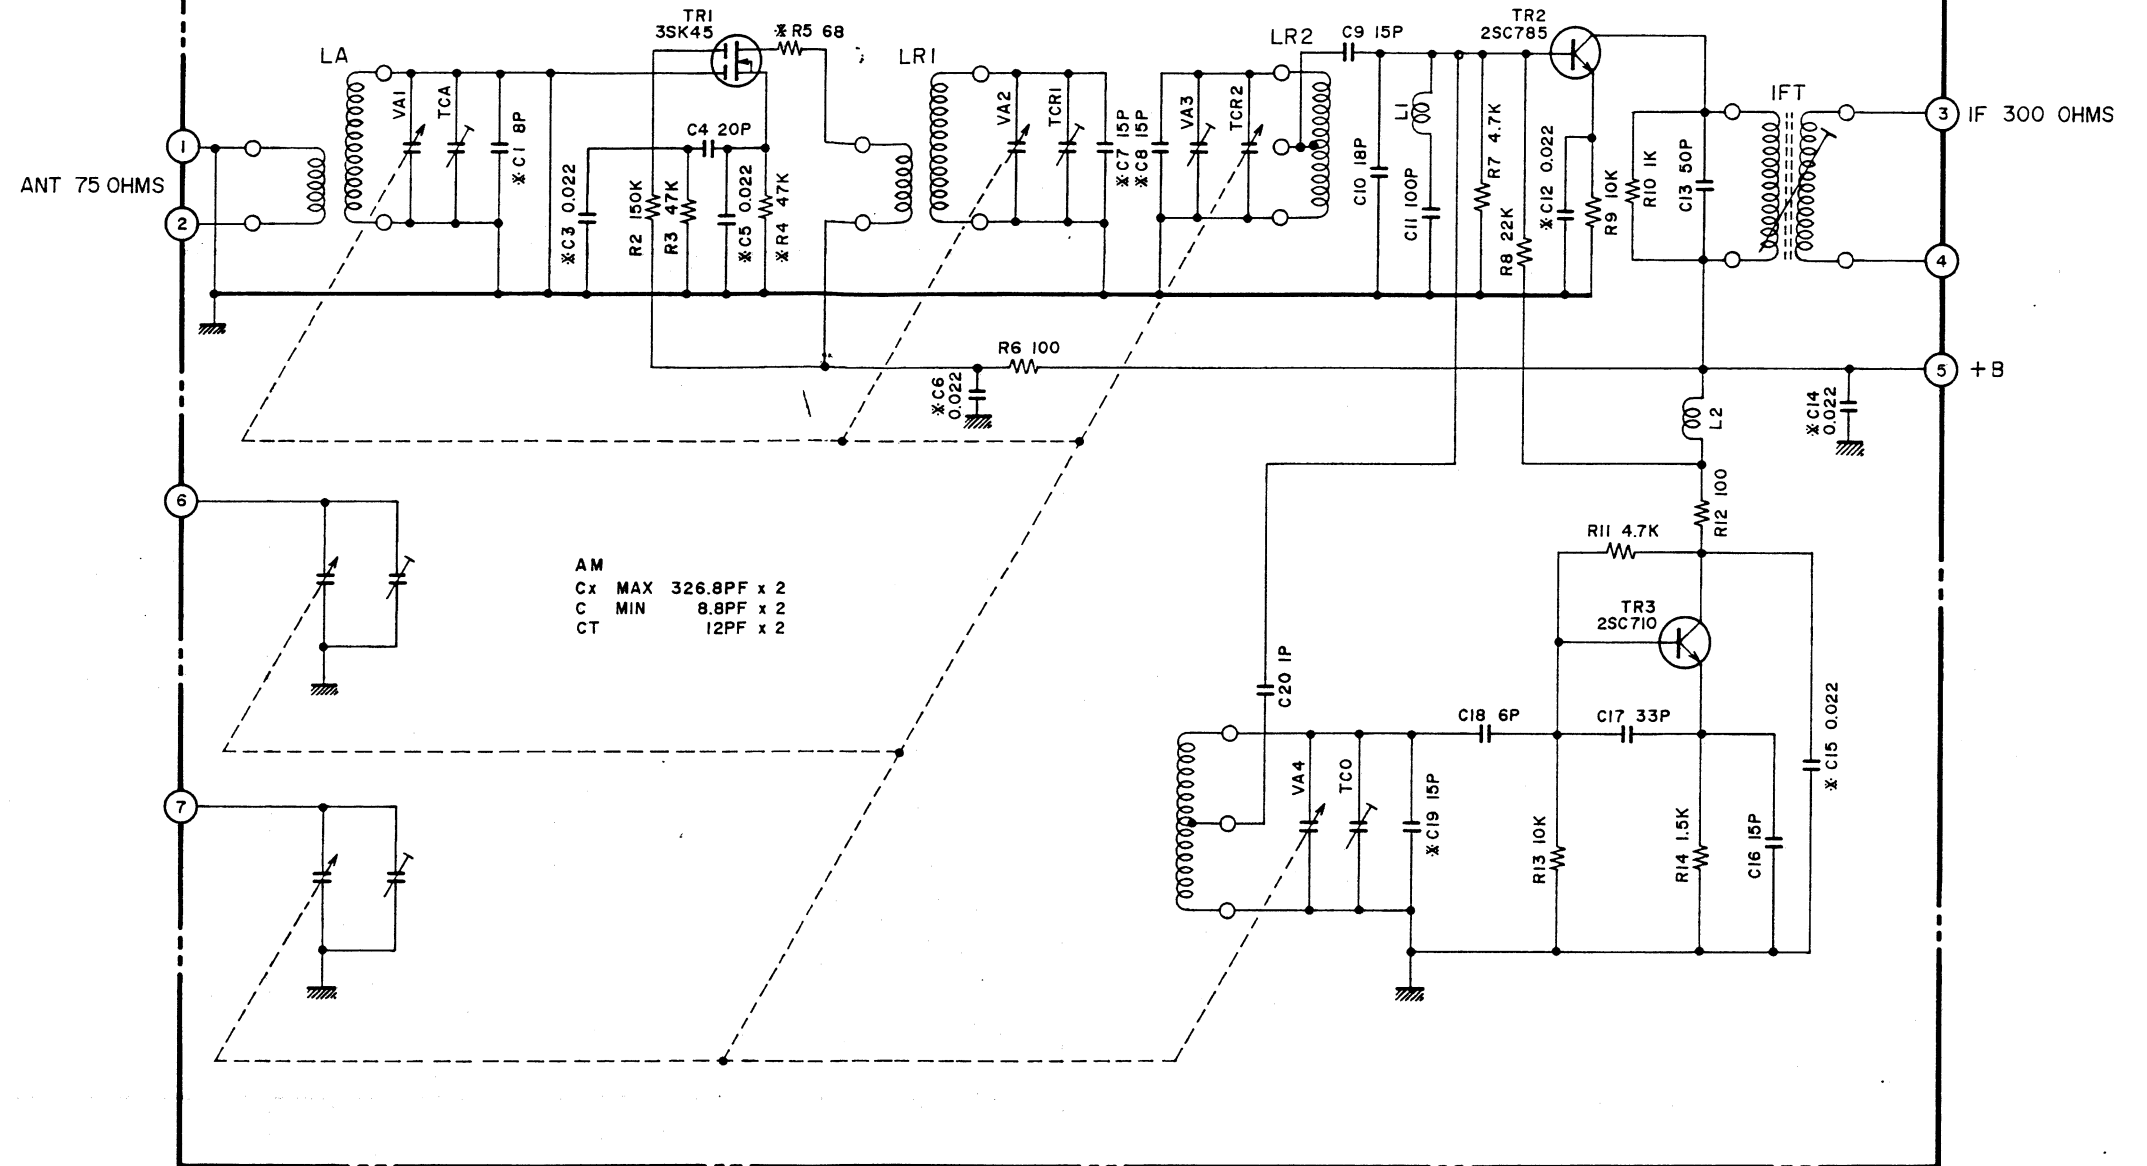 TR1
3SK45
※R5 68
LA
LR1
LR2
C9 15P
TR2
2SC785
IFT
VA1
TCA
※C1 8P
C4 20P
※C3 0.022
R2 150K
R3 47K
※C5 0.022
※R4 47K
VA2
TCR1
※C7 15P
※C8 15P
VA3
TCR2
C10 18P
L1
C11 100P
R7 4.7K
R8 22K
※C12 0.022
R9 10K
R10 1K
C13 50P
1
ANT 75 OHMS
2
3
IF 300 OHMS
4
R6 100
※C6
0.022
5
+B
※C14
0.022
L2
R12 100
6
R11 4.7K
AM
Cx MAX 326.8PF x 2
C MIN 8.8PF x 2
CT 12PF x 2
TR3
2SC710
C20 1P
C18 6P
C17 33P
※C15 0.022
7
VA4
TCO
※C19 15P
R13 10K
R14 1.5K
C16 15P